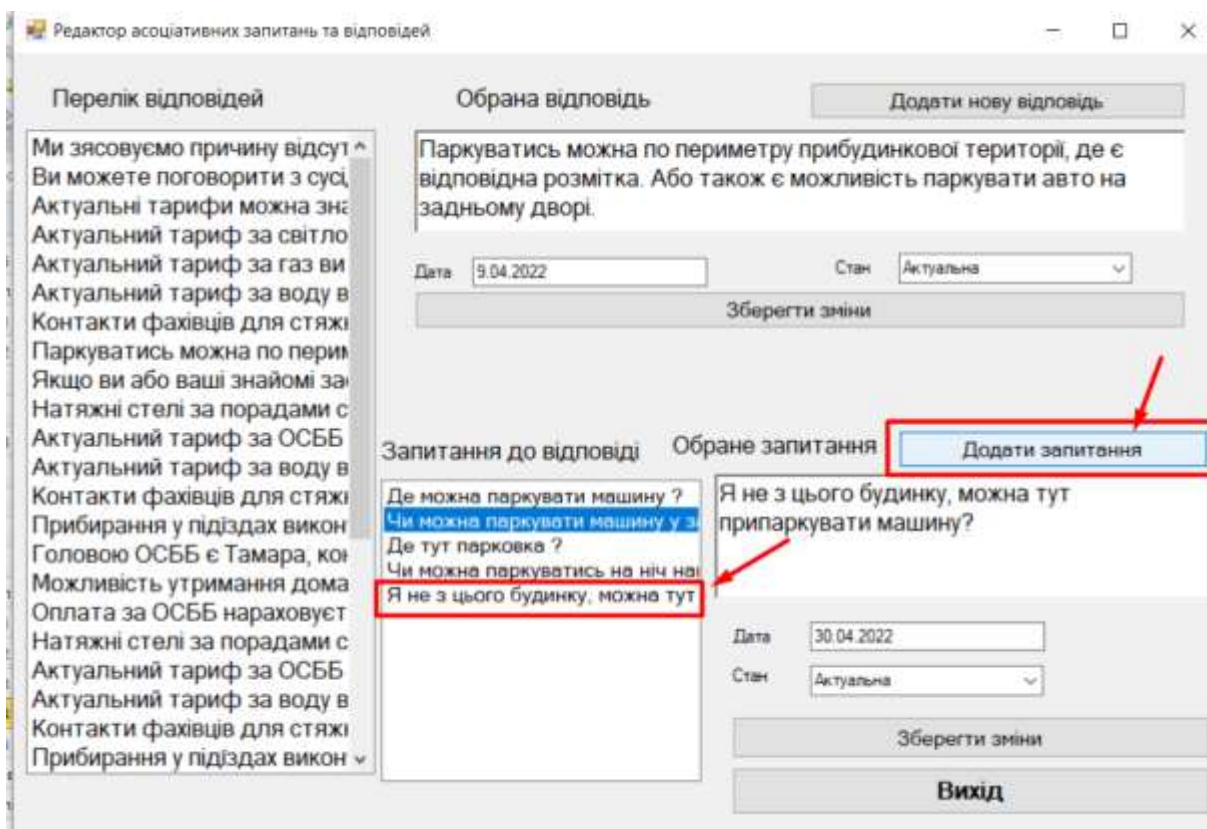 Редактор асоціативних запитань та відповідей
Перелік відповідей
Ми зясовуємо причину відсут
Ви можете поговорити з сусі
Актуальні тарифи можна зна
Актуальний тариф за світло
Актуальний тариф за газ ви
Актуальний тариф за воду в
Контакти фахівців для стяжк
Паркуватись можна по перим
Якщо ви або ваші знайомі за
Натяжні стелі за порадами с
Актуальний тариф за ОСББ
Актуальний тариф за воду в
Контакти фахівців для стяжк
Прибирання у підїздах викон
Головою ОСББ є Тамара, кон
Можливість утримання дома
Оплата за ОСББ нараховуєт
Натяжні стелі за порадами с
Актуальний тариф за ОСББ
Актуальний тариф за воду в
Контакти фахівців для стяжк
Прибирання у підїздах викон
Обрана відповідь
Додати нову відповідь
Паркуватись можна по периметру прибудинкової території, де є
відповідна розмітка. Або також є можливість паркувати авто на
задньому дворі.
Дата 9.04.2022 Стан Актуальна
Зберегти зміни
Запитання до відповіді
Де можна паркувати машину ?
Чи можна паркувати машину у за
Де тут парковка ?
Чи можна паркуватись на ніч
Я не з цього будинку, можна тут
Обране запитання
Додати запитання
Я не з цього будинку, можна тут
припаркувати машину?
Дата 30.04.2022
Стан Актуальна
Зберегти зміни
Вихід